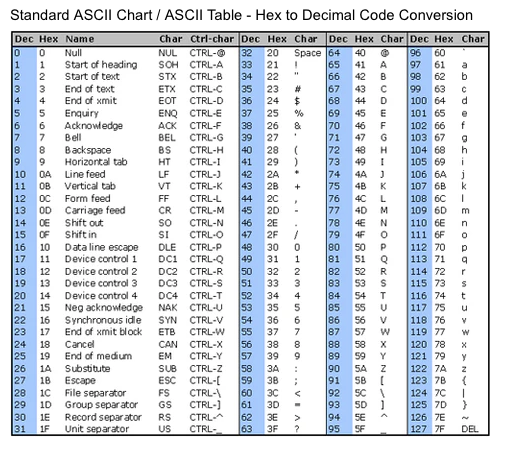 Standard ASCII Chart / ASCII Table - Hex to Decimal Code Conversion
Dec Hex Name Char Ctrl-char Dec Hex Char Dec Hex Char Dec Hex Char
0 0 Null NUL CTRL-@ 32 20 Space 64 40 @ 96 60 `
1 1 Start of heading SOH CTRL-A 33 21 ! 65 41 A 97 61 a
2 2 Start of text STX CTRL-B 34 22 " 66 42 B 98 62 b
3 3 End of text ETX CTRL-C 35 23 # 67 43 C 99 63 c
4 4 End of xmit EOT CTRL-D 36 24 $ 68 44 D 100 64 d
5 5 Enquiry ENQ CTRL-E 37 25 % 69 45 E 101 65 e
6 6 Acknowledge ACK CTRL-F 38 26 & 70 46 F 102 66 f
7 7 Bell BEL CTRL-G 39 27 ' 71 47 G 103 67 g
8 8 Backspace BS CTRL-H 40 28 ( 72 48 H 104 68 h
9 9 Horizontal tab HT CTRL-I 41 29 ) 73 49 I 105 69 i
10 0A Line feed LF CTRL-J 42 2A * 74 4A J 106 6A j
11 0B Vertical tab VT CTRL-K 43 2B + 75 4B K 107 6B k
12 0C Form feed FF CTRL-L 44 2C , 76 4C L 108 6C l
13 0D Carriage feed CR CTRL-M 45 2D - 77 4D M 109 6D m
14 0E Shift out SO CTRL-N 46 2E . 78 4E N 110 6E n
15 0F Shift in SI CTRL-O 47 2F / 79 4F O 111 6F o
16 10 Data line escape DLE CTRL-P 48 30 0 80 50 P 112 70 p
17 11 Device control 1 DC1 CTRL-Q 49 31 1 81 51 Q 113 71 q
18 12 Device control 2 DC2 CTRL-R 50 32 2 82 52 R 114 72 r
19 13 Device control 3 DC3 CTRL-S 51 33 3 83 53 S 115 73 s
20 14 Device control 4 DC4 CTRL-T 52 34 4 84 54 T 116 74 t
21 15 Neg acknowledge NAK CTRL-U 53 35 5 85 55 U 117 75 u
22 16 Synchronous idle SYN CTRL-V 54 36 6 86 56 V 118 76 v
23 17 End of xmit block ETB CTRL-W 55 37 7 87 57 W 119 77 w
24 18 Cancel CAN CTRL-X 56 38 8 88 58 X 120 78 x
25 19 End of medium EM CTRL-Y 57 39 9 89 59 Y 121 79 y
26 1A Substitute SUB CTRL-Z 58 3A : 90 5A Z 122 7A z
27 1B Escape ESC CTRL-[ 59 3B ; 91 5B [ 123 7B {
28 1C File separator FS CTRL-\ 60 3C < 92 5C \ 124 7C |
29 1D Group separator GS CTRL-] 61 3D = 93 5D ] 125 7D }
30 1E Record separator RS CTRL-^ 62 3E > 94 5E ^ 126 7E ~
31 1F Unit separator US CTRL-_ 63 3F ? 95 5F _ 127 7F DEL